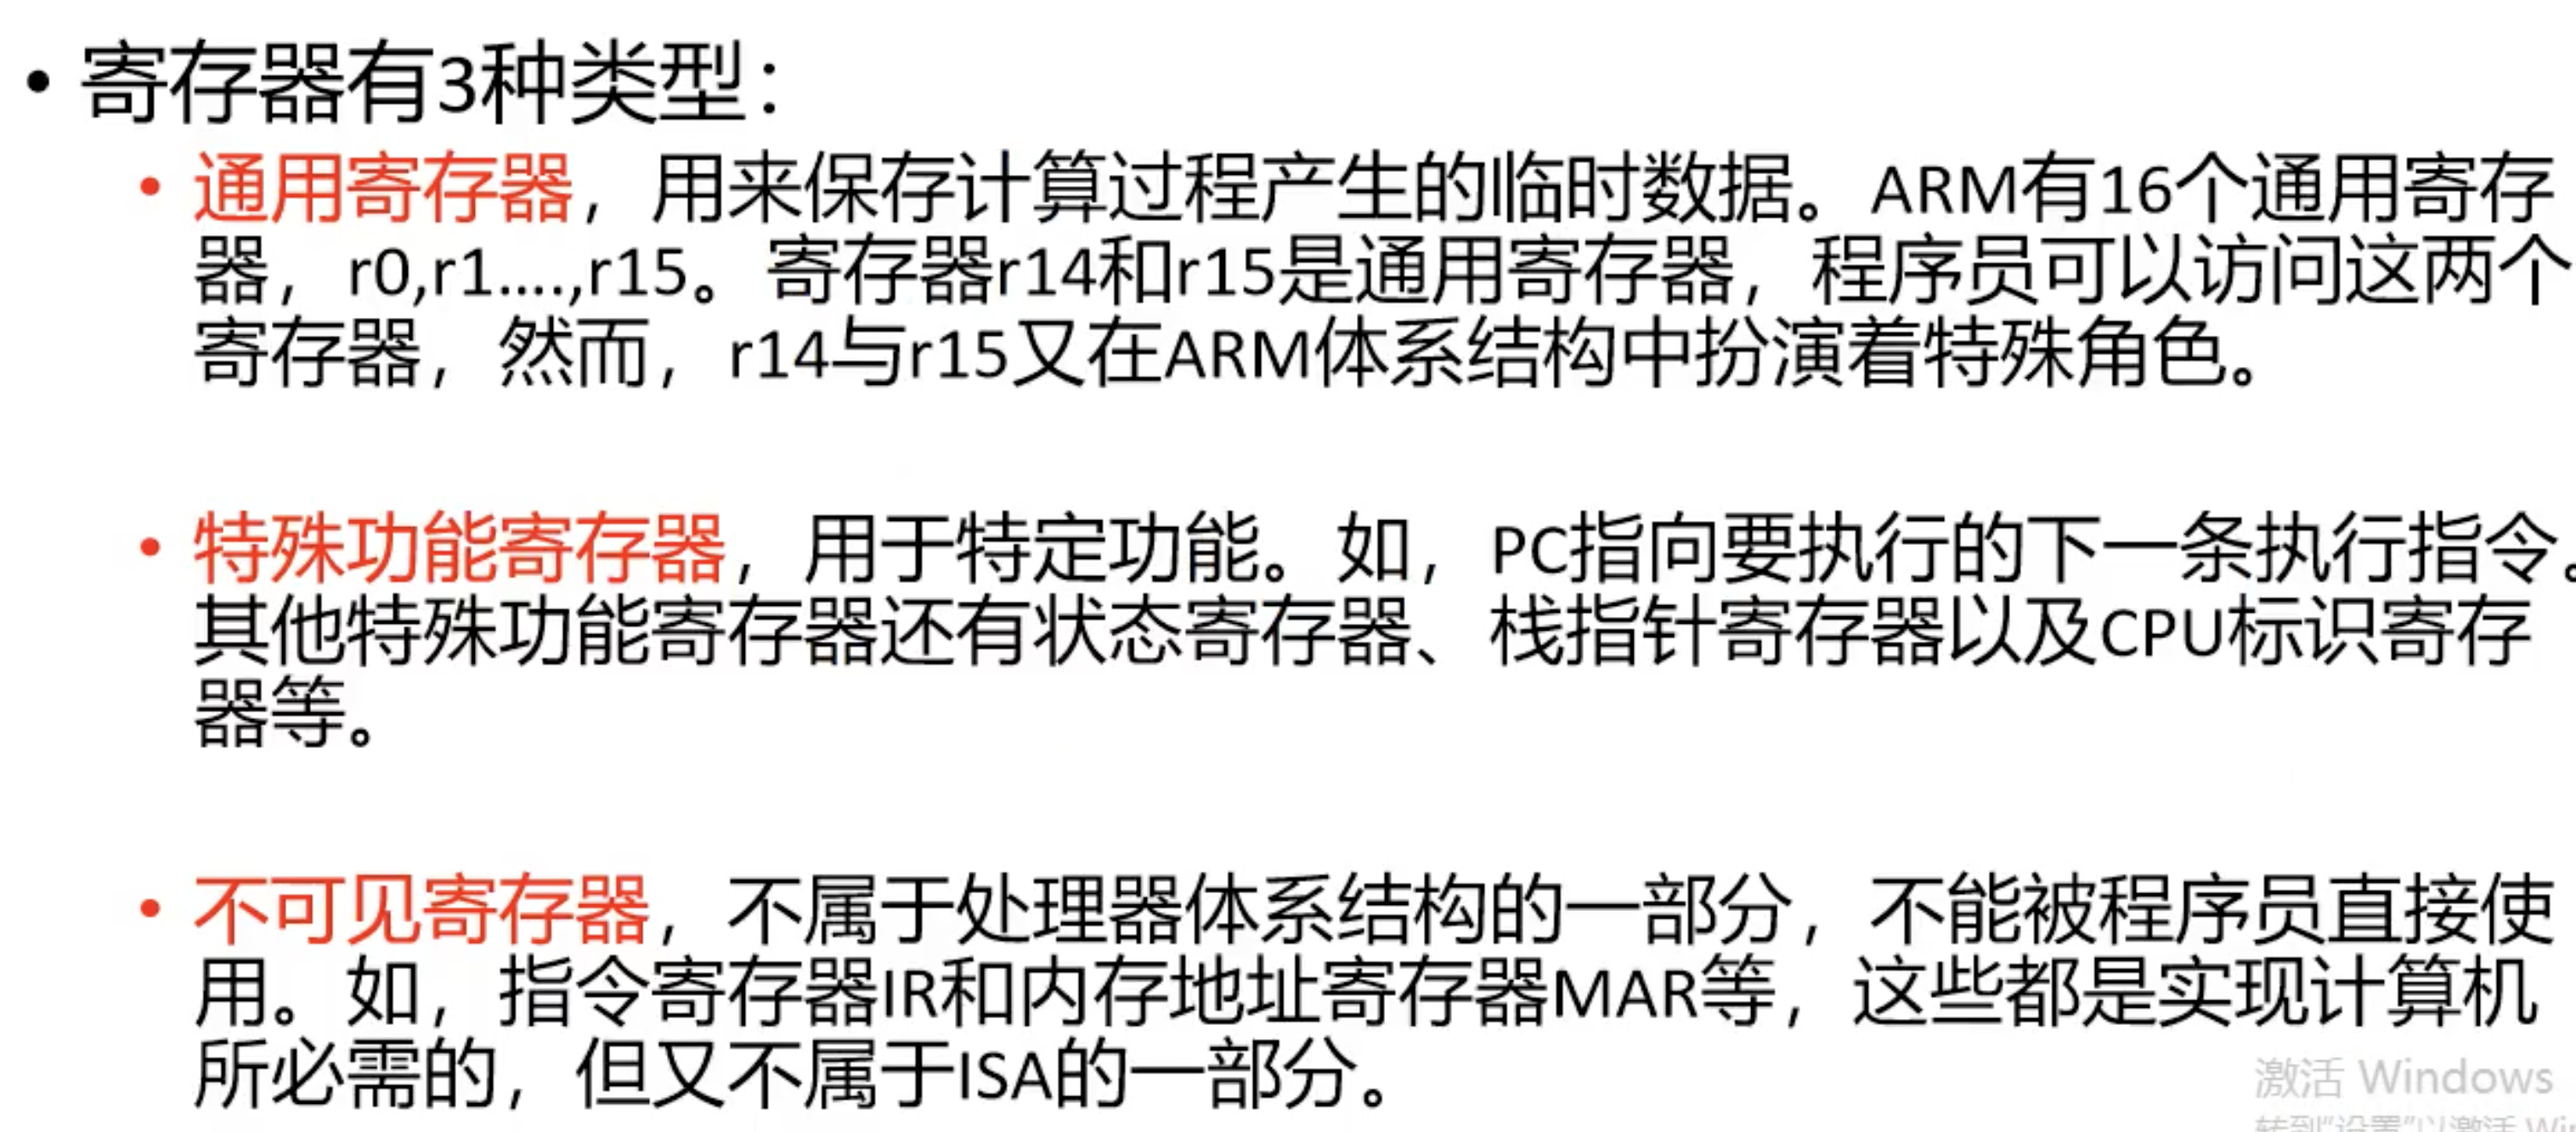 • 寄存器有3种类型：
• 通用寄存器，用来保存计算过程产生的临时数据。ARM有16个通用寄存
器，r0,r1....,r15。寄存器r14和r15是通用寄存器，程序员可以访问这两个
寄存器，然而，r14与r15又在ARM体系结构中扮演着特殊角色。
• 特殊功能寄存器，用于特定功能。如，PC指向要执行的下一条执行指令。
其他特殊功能寄存器还有状态寄存器、栈指针寄存器以及CPU标识寄存
器等。
• 不可见寄存器，不属于处理器体系结构的一部分，不能被程序员直接使
用。如，指令寄存器IR和内存地址寄存器MAR等，这些都是实现计算机
所必需的，但又不属于ISA的一部分。
激活 Windows
转到"设置"以激活 Wi